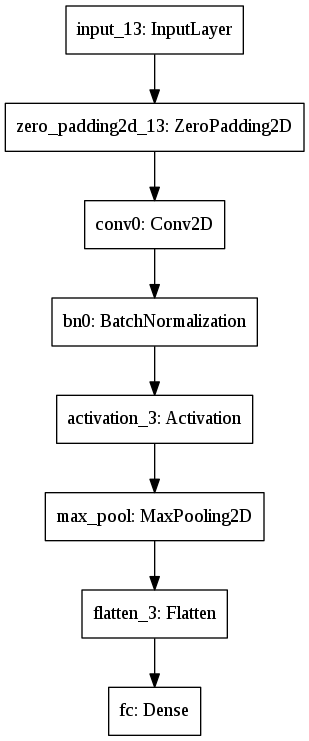 input_13: InputLayer
zero_padding2d_13: ZeroPadding2D
conv0: Conv2D
bn0: BatchNormalization
activation_3: Activation
max_pool: MaxPooling2D
flatten_3: Flatten
fc: Dense